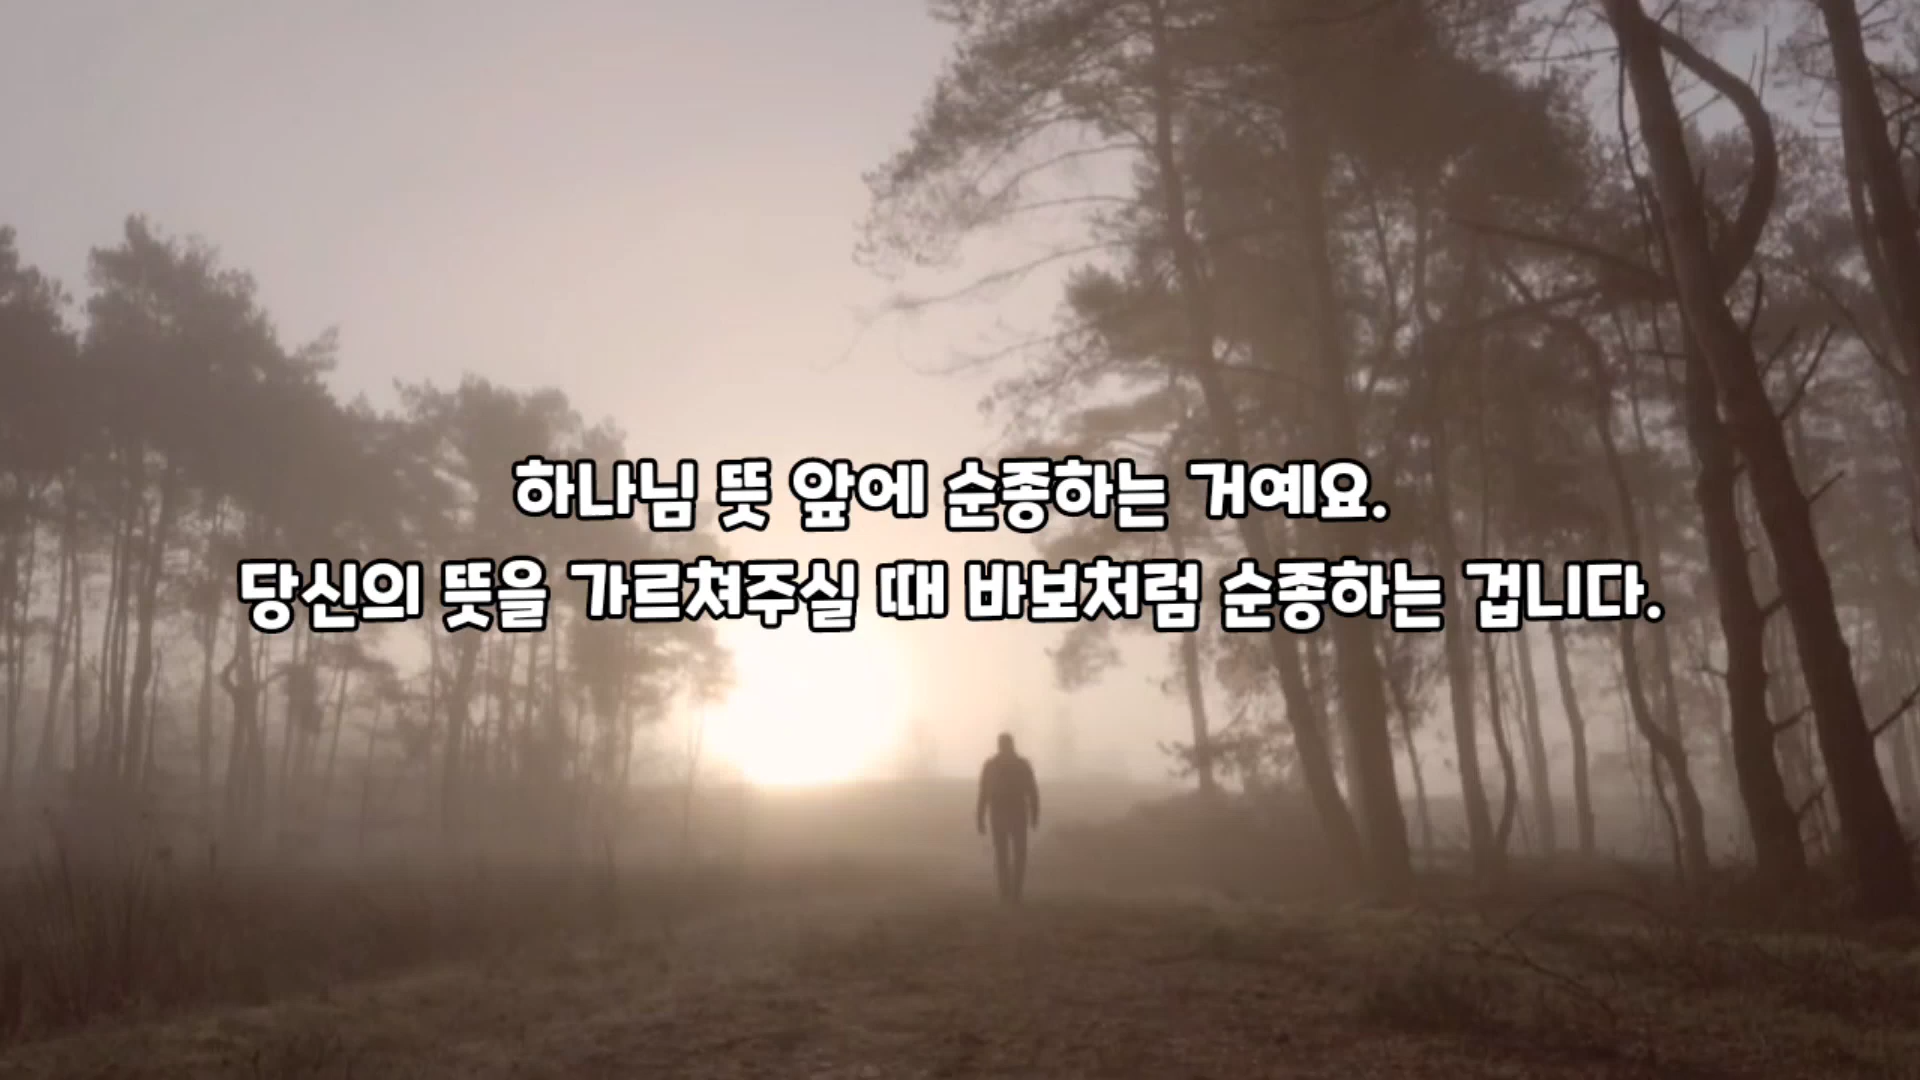 하나님 뜻 앞에 순종하는 거예요.
당신의 뜻을 가르쳐주실 때 바보처럼 순종하는 겁니다.